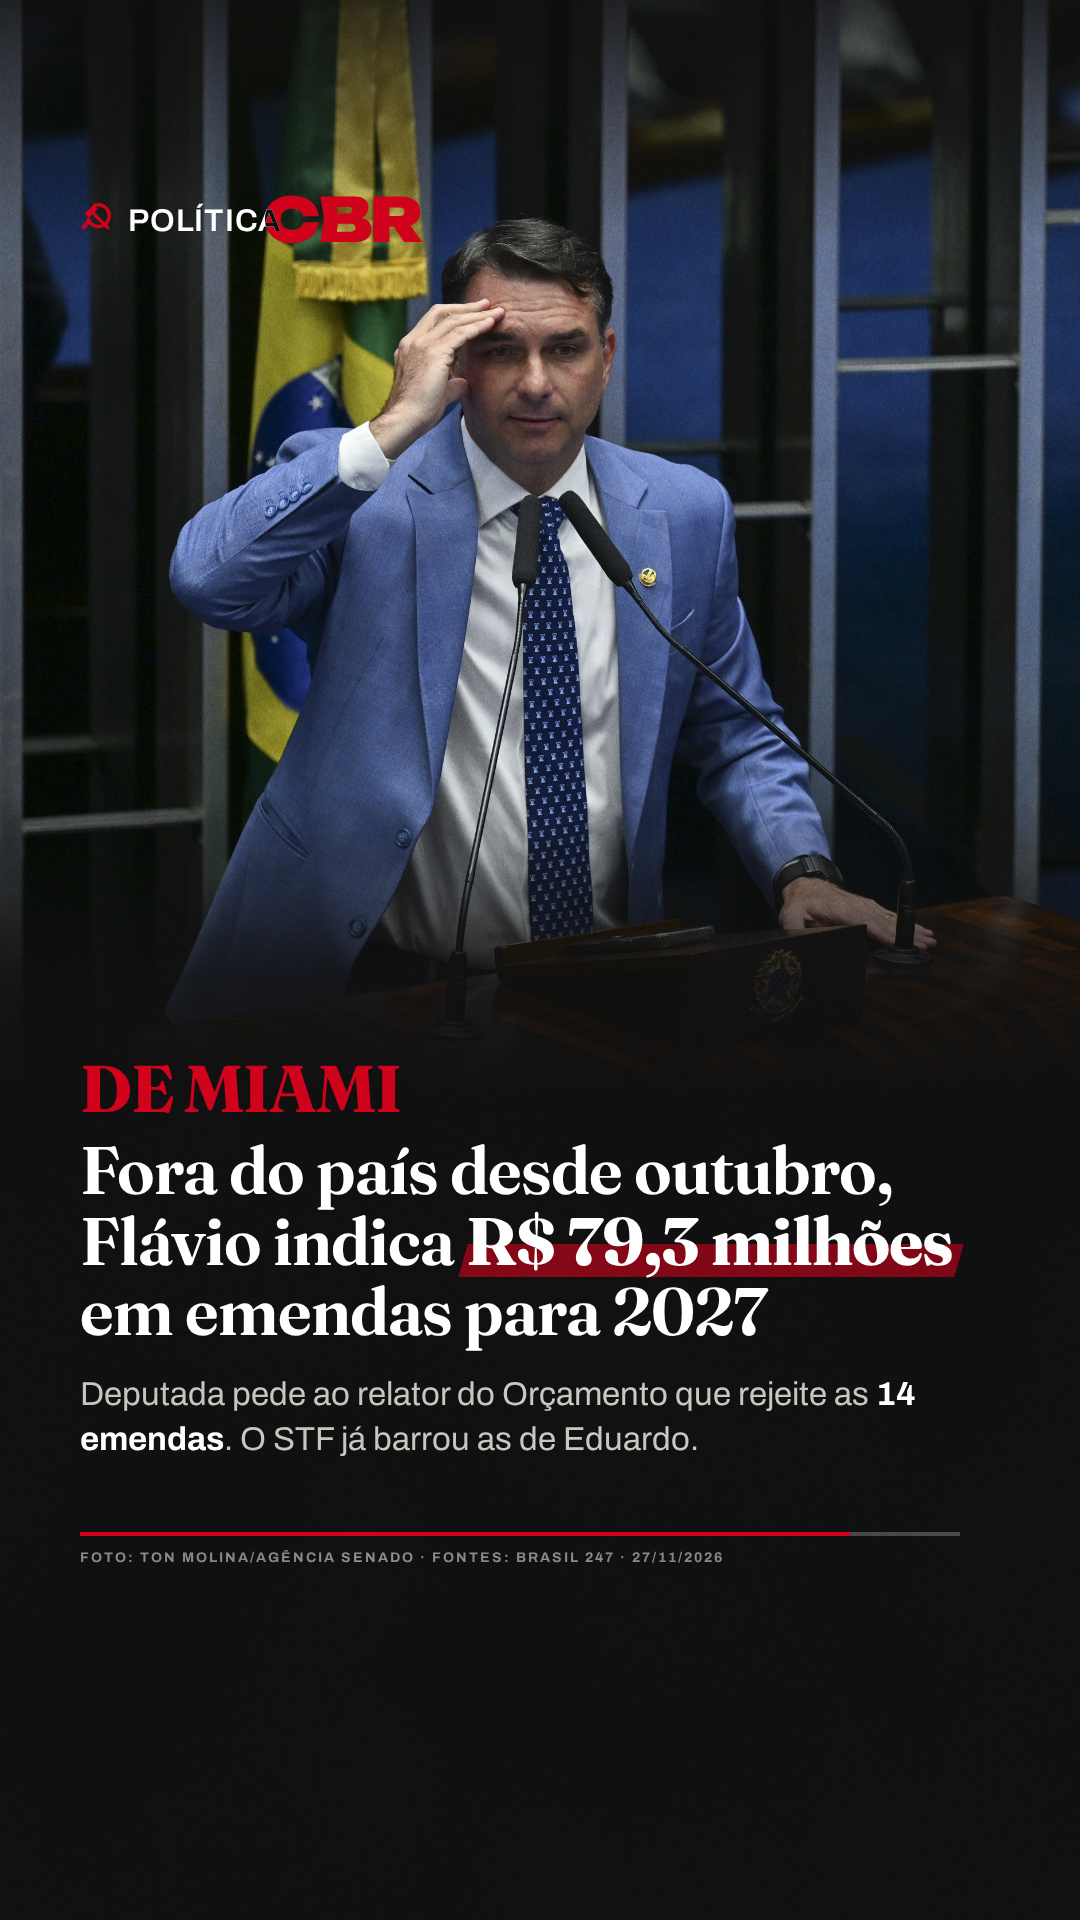 POLÍTICA CBR
DE MIAMI
Fora do país desde outubro,
Flávio indica R$ 79,3 milhões
em emendas para 2027
Deputada pede ao relator do Orçamento que rejeite as 14
emendas. O STF já barrou as de Eduardo.
FOTO: TON MOLINA/AGÊNCIA SENADO · FONTES: BRASIL 247 · 27/11/2026